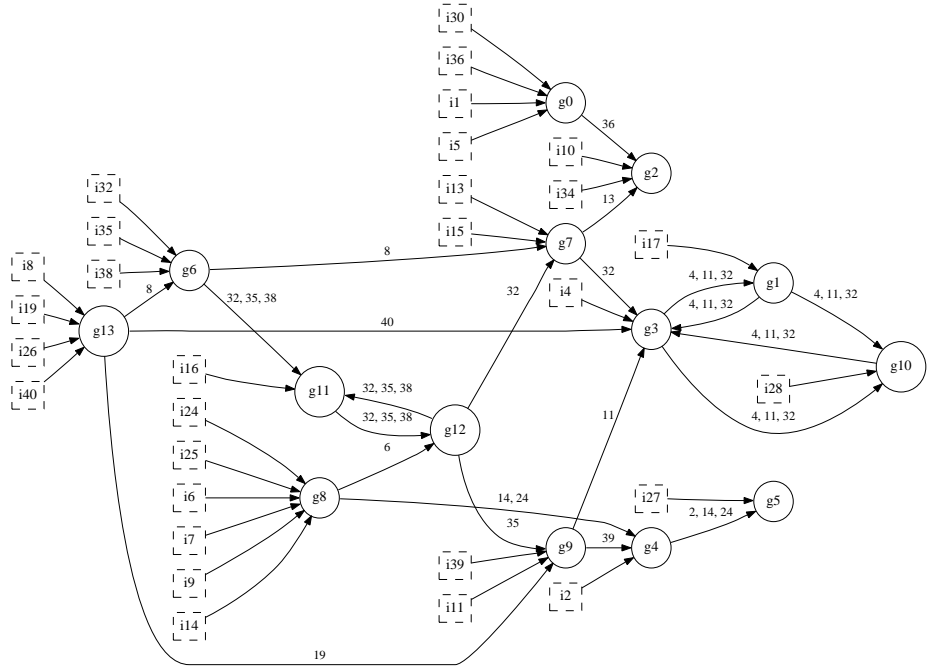 i30
i36
g0
i1
36
i5
i10
g2
i32
i13
i34
13
i35
i15
g7
i17
8
i8
i38
g6
32
4, 11, 32
g1
8
32, 35, 38
32
i4
4, 11, 32
4, 11, 32
i19
g13
40
g3
4, 11, 32
i26
i16
g10
i40
g11
32, 35, 38
i28
i24
32, 35, 38
g12
4, 11, 32
11
i25
6
i6
g8
14, 24
i27
g5
35
2, 14, 24
i7
g9
39
g4
i9
i39
i2
i11
i14
19